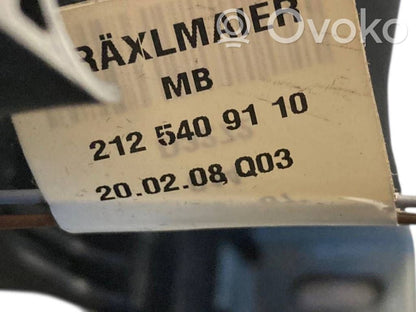 RÄXLMAIER
MB
212 540 91 10
20.02.08 Q03
Ovoko